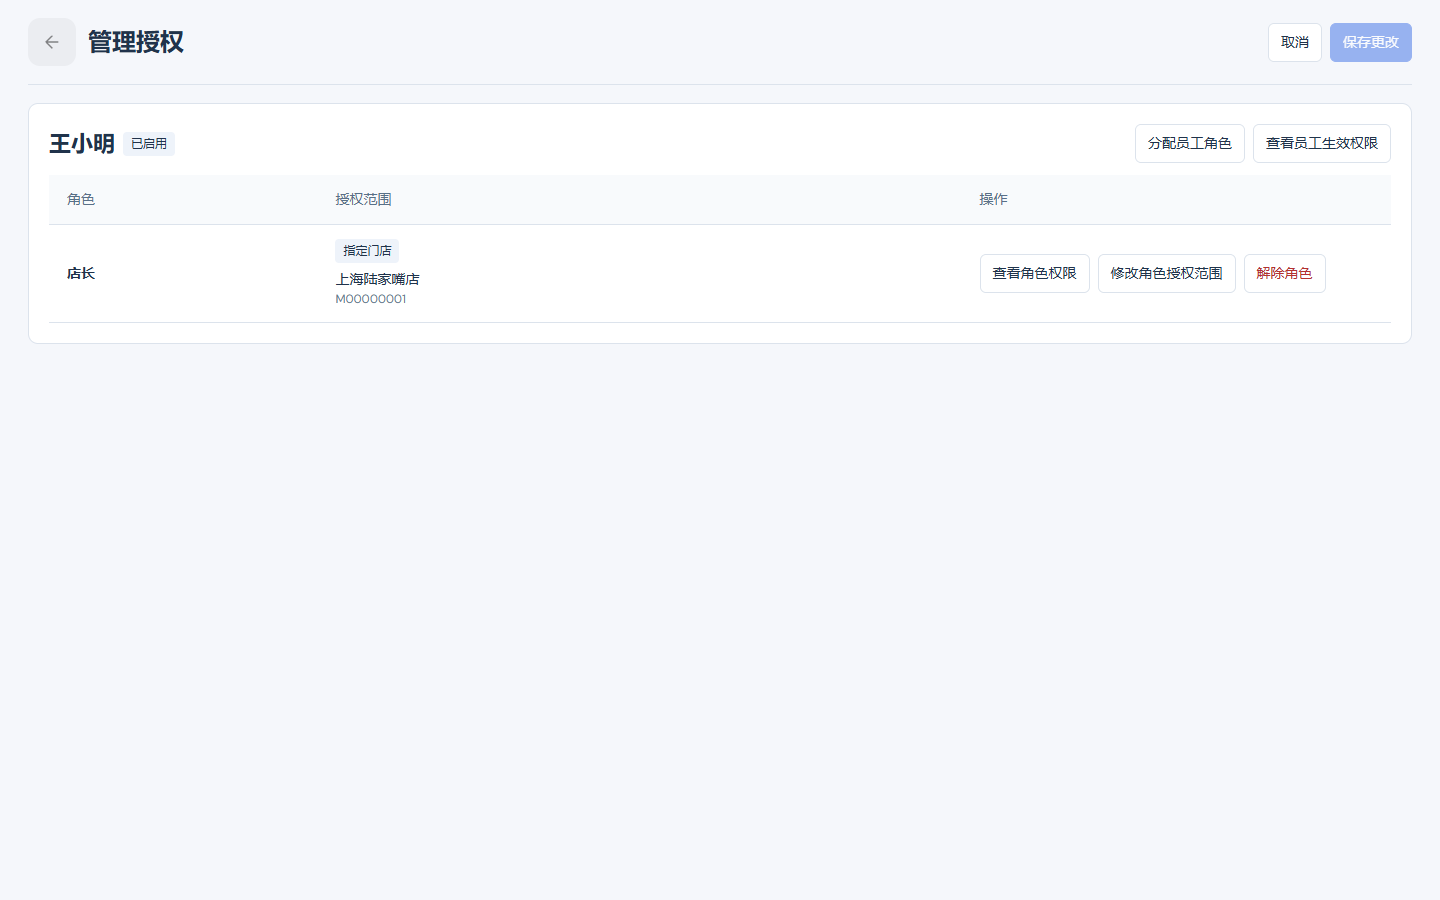 管理授权
取消
保存更改
王小明
已启用
分配员工角色
查看员工生效权限
角色
授权范围
操作
店长
指定门店
上海陆家嘴店
M00000001
查看角色权限
修改角色授权范围
解除角色